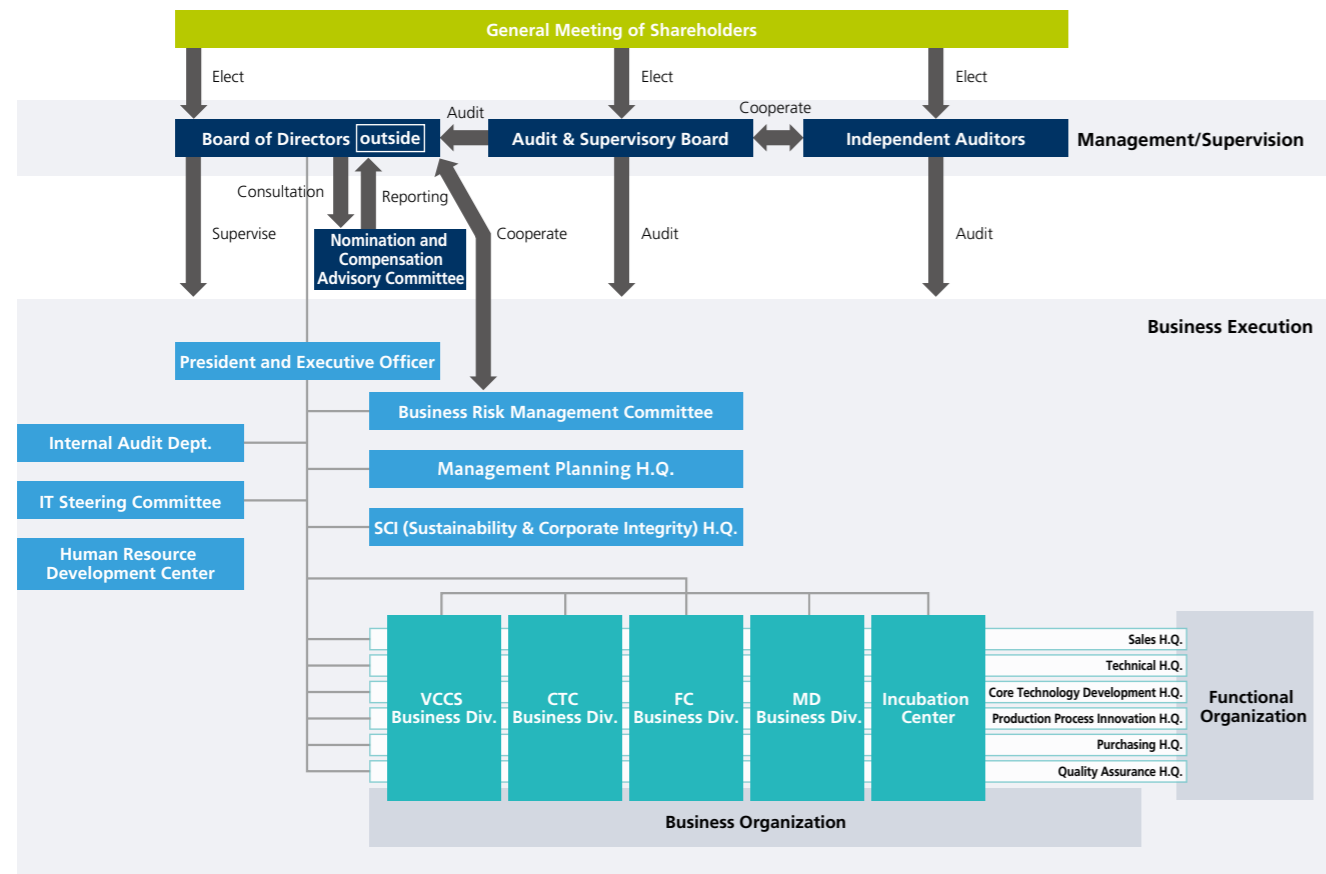 General Meeting of Shareholders
Elect
Elect
Elect
Audit
Cooperate
Board of Directors outside
Audit & Supervisory Board
Independent Auditors
Management/Supervision
Consultation
Reporting
Supervise
Cooperate
Audit
Audit
Nomination and
Compensation
Advisory Committee
Business Execution
President and Executive Officer
Business Risk Management Committee
Internal Audit Dept.
Management Planning H.Q.
IT Steering Committee
SCI (Sustainability & Corporate Integrity) H.Q.
Human Resource
Development Center
VCCS
Business Div.
CTC
Business Div.
FC
Business Div.
MD
Business Div.
Incubation
Center
Sales H.Q.
Technical H.Q.
Core Technology Development H.Q.
Production Process Innovation H.Q.
Purchasing H.Q.
Quality Assurance H.Q.
Functional
Organization
Business Organization